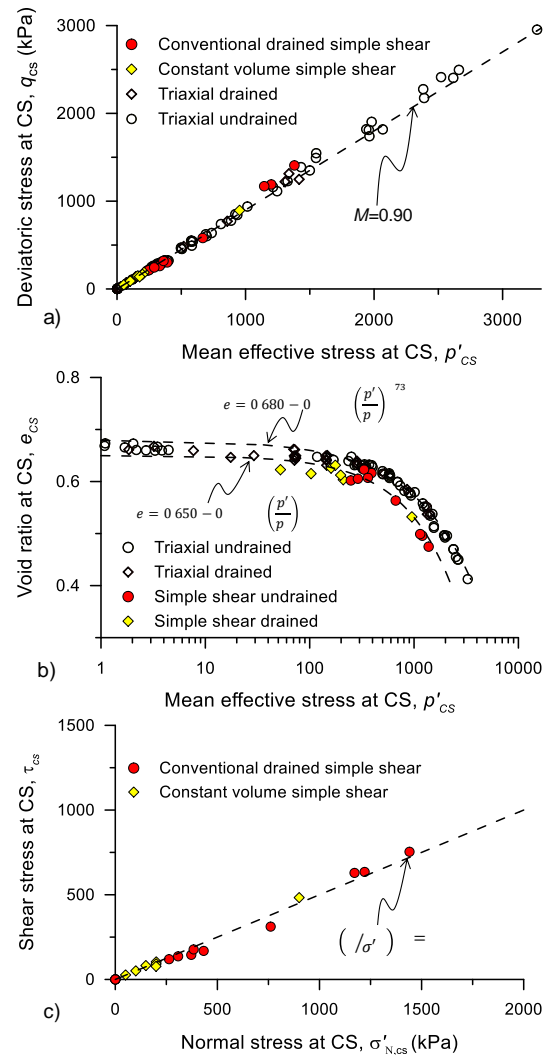 3000
2000
1000
0
Deviatoric stress at CS, qcs (kPa)
Conventional drained simple shear
Constant volume simple shear
Triaxial drained
Triaxial undrained
M=0.90
0 1000 2000 3000
a)
Mean effective stress at CS, p′CS
0.8
0.6
0.4
Void ratio at CS, eCS
e = 0 680 − 0 (p′/p) 73
e = 0 650 − 0 (p′/p)
Triaxial undrained
Triaxial drained
Simple shear undrained
Simple shear drained
1 10 100 1000 10000
b)
Mean effective stress at CS, p′CS
1500
1000
500
0
Shear stress at CS, τcs
Conventional drained simple shear
Constant volume simple shear
( /σ′ ) =
0 500 1000 1500 2000
c)
Normal stress at CS, σ′N,cs (kPa)